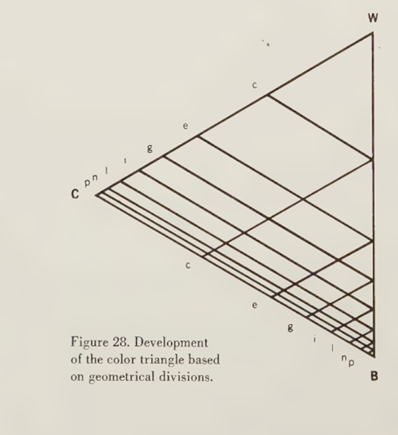 W
c
e
g
i
l
n
p
C
c
e
g
i
l
n
p
B
Figure 28. Development
of the color triangle based
on geometrical divisions.